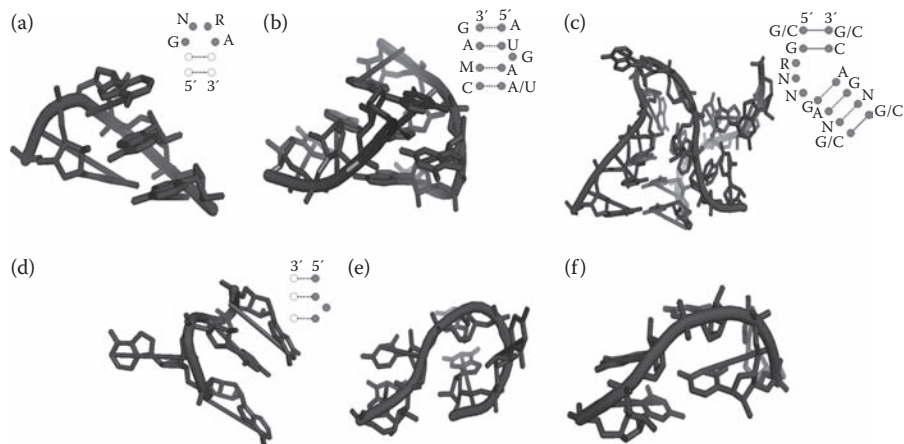 (a)
N R
G A
5′ 3′
(b)
3′ 5′
G A
A U
G
M A
C A/U
(c)
5′ 3′
G/C G/C
G C
R
N A
N G
G N
A G/C
N
G/C
(d)
3′ 5′
(e)
(f)